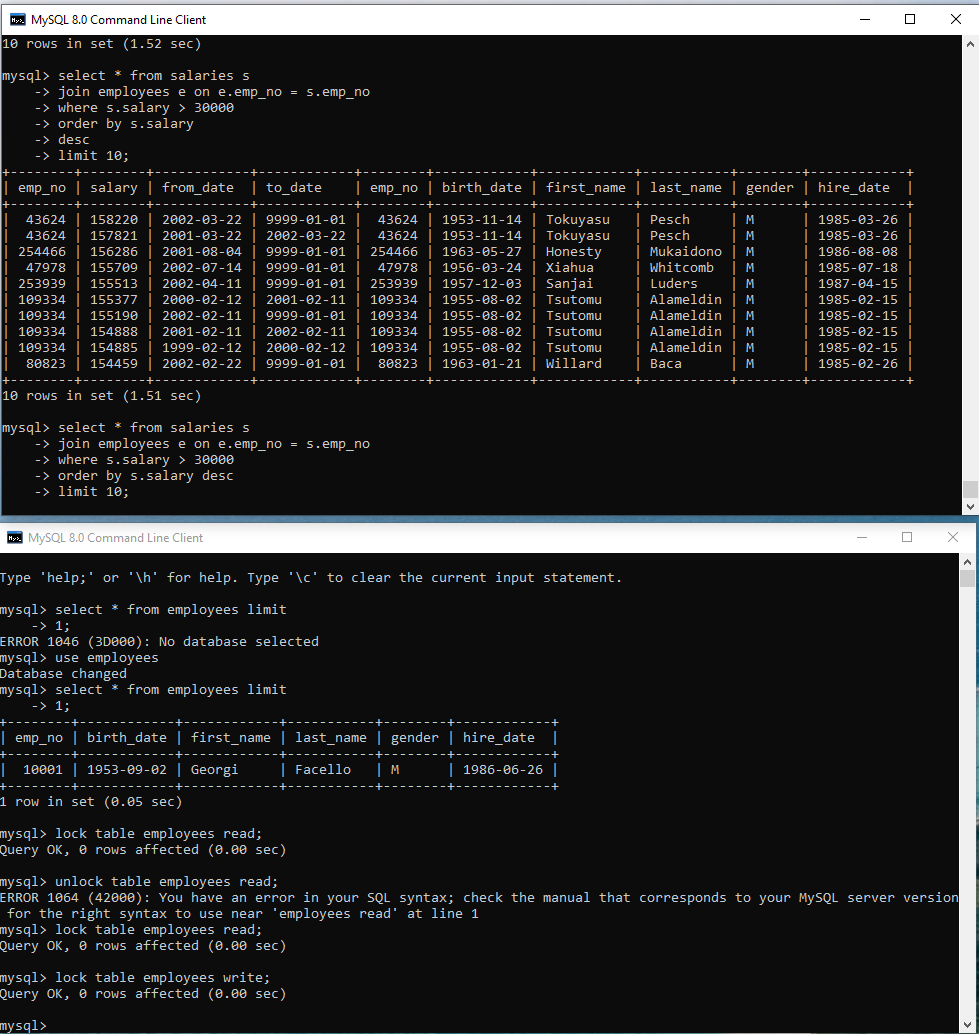 MySQL 8.0 Command Line Client
10 rows in set (1.52 sec)
mysql> select * from salaries s
    -> join employees e on e.emp_no = s.emp_no
    -> where s.salary > 30000
    -> order by s.salary
    -> desc
    -> limit 10;
+--------+--------+------------+------------+--------+------------+------------+-----------+--------+------------+
| emp_no | salary | from_date  | to_date    | emp_no | birth_date | first_name | last_name | gender | hire_date  |
+--------+--------+------------+------------+--------+------------+------------+-----------+--------+------------+
|  43624 | 158220 | 2002-03-22 | 9999-01-01 |  43624 | 1953-11-14 | Tokuyasu   | Pesch     | M      | 1985-03-26 |
|  43624 | 157821 | 2001-03-22 | 2002-03-22 |  43624 | 1953-11-14 | Tokuyasu   | Pesch     | M      | 1985-03-26 |
| 254466 | 156286 | 2001-08-04 | 9999-01-01 | 254466 | 1963-05-27 | Honesty    | Mukaidono | M      | 1986-08-08 |
|  47978 | 155709 | 2002-07-14 | 9999-01-01 |  47978 | 1956-03-24 | Xiahua     | Whitcomb  | M      | 1985-07-18 |
| 253939 | 155513 | 2002-04-11 | 9999-01-01 | 253939 | 1957-12-03 | Sanjai     | Luders    | M      | 1987-04-15 |
| 109334 | 155377 | 2000-02-12 | 2001-02-11 | 109334 | 1955-08-02 | Tsutomu    | Alameldin | M      | 1985-02-15 |
| 109334 | 155190 | 2002-02-11 | 9999-01-01 | 109334 | 1955-08-02 | Tsutomu    | Alameldin | M      | 1985-02-15 |
| 109334 | 154888 | 2001-02-11 | 2002-02-11 | 109334 | 1955-08-02 | Tsutomu    | Alameldin | M      | 1985-02-15 |
| 109334 | 154885 | 1999-02-12 | 2000-02-12 | 109334 | 1955-08-02 | Tsutomu    | Alameldin | M      | 1985-02-15 |
|  80823 | 154459 | 2002-02-22 | 9999-01-01 |  80823 | 1963-01-21 | Willard    | Baca      | M      | 1985-02-26 |
+--------+--------+------------+------------+--------+------------+------------+-----------+--------+------------+
10 rows in set (1.51 sec)
mysql> select * from salaries s
    -> join employees e on e.emp_no = s.emp_no
    -> where s.salary > 30000
    -> order by s.salary desc
    -> limit 10;
MySQL 8.0 Command Line Client
Type 'help;' or '\h' for help. Type '\c' to clear the current input statement.
mysql> select * from employees limit
    -> 1;
ERROR 1046 (3D000): No database selected
mysql> use employees
Database changed
mysql> select * from employees limit
    -> 1;
+--------+------------+------------+-----------+--------+------------+
| emp_no | birth_date | first_name | last_name | gender | hire_date  |
+--------+------------+------------+-----------+--------+------------+
|  10001 | 1953-09-02 | Georgi     | Facello   | M      | 1986-06-26 |
+--------+------------+------------+-----------+--------+------------+
1 row in set (0.05 sec)
mysql> lock table employees read;
Query OK, 0 rows affected (0.00 sec)
mysql> unlock table employees read;
ERROR 1064 (42000): You have an error in your SQL syntax; check the manual that corresponds to your MySQL server version
 for the right syntax to use near 'employees read' at line 1
mysql> lock table employees read;
Query OK, 0 rows affected (0.00 sec)
mysql> lock table employees write;
Query OK, 0 rows affected (0.00 sec)
mysql>